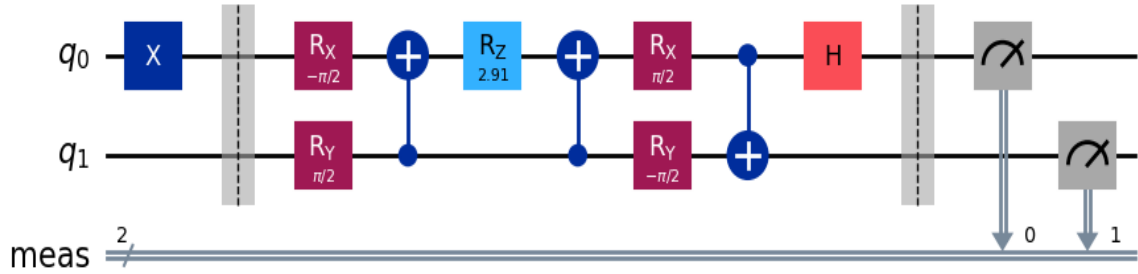 q0 X RX −π/2 RZ 2.91 RX π/2 H
q1 RY π/2 RY −π/2
meas 2 0 1